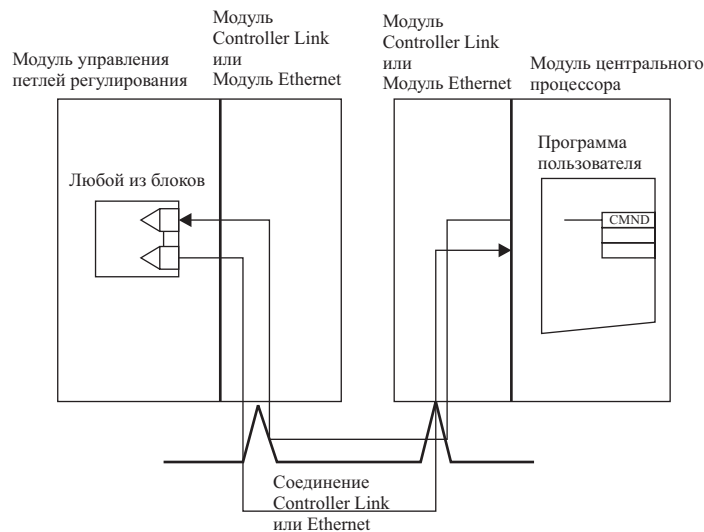 Модуль управления
петлей регулирования
Модуль
Controller Link
или
Модуль Ethernet
Модуль
Controller Link
или
Модуль Ethernet
Модуль центрального
процессора
Любой из блоков
Программа
пользователя
CMND
Соединение
Controller Link
или Ethernet